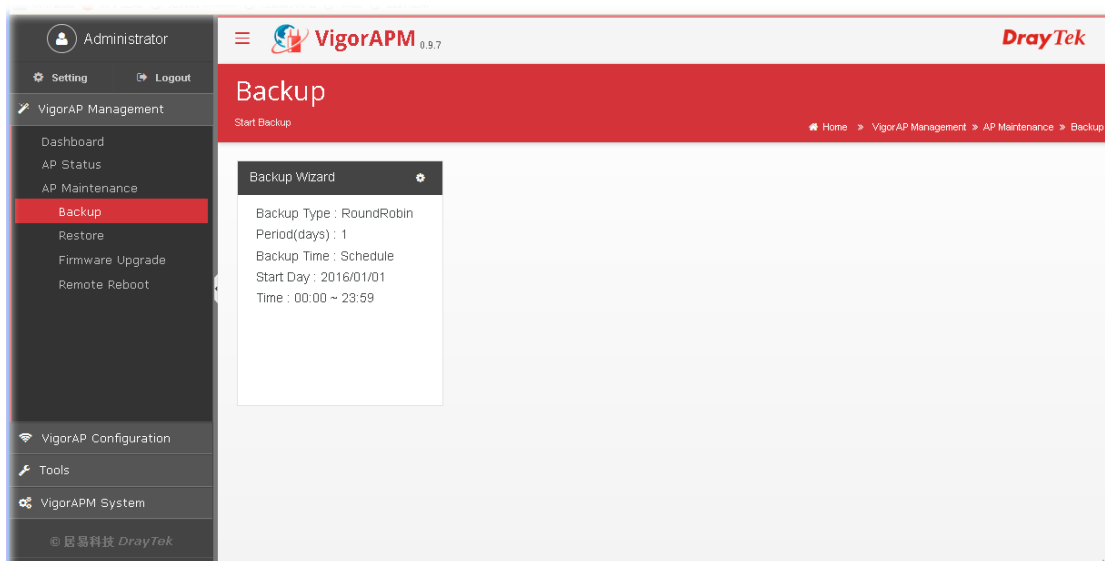 Administrator
Setting
Logout
VigorAP Management
Dashboard
AP Status
AP Maintenance
Backup
Restore
Firmware Upgrade
Remote Reboot
VigorAP Configuration
Tools
VigorAPM System
© 居易科技 DrayTek
VigorAPM 0.9.7
DrayTek
Backup
Start Backup
Home » VigorAP Management » AP Maintenance » Backup
Backup Wizard
Backup Type : RoundRobin
Period(days) : 1
Backup Time : Schedule
Start Day : 2016/01/01
Time : 00:00 ~ 23:59